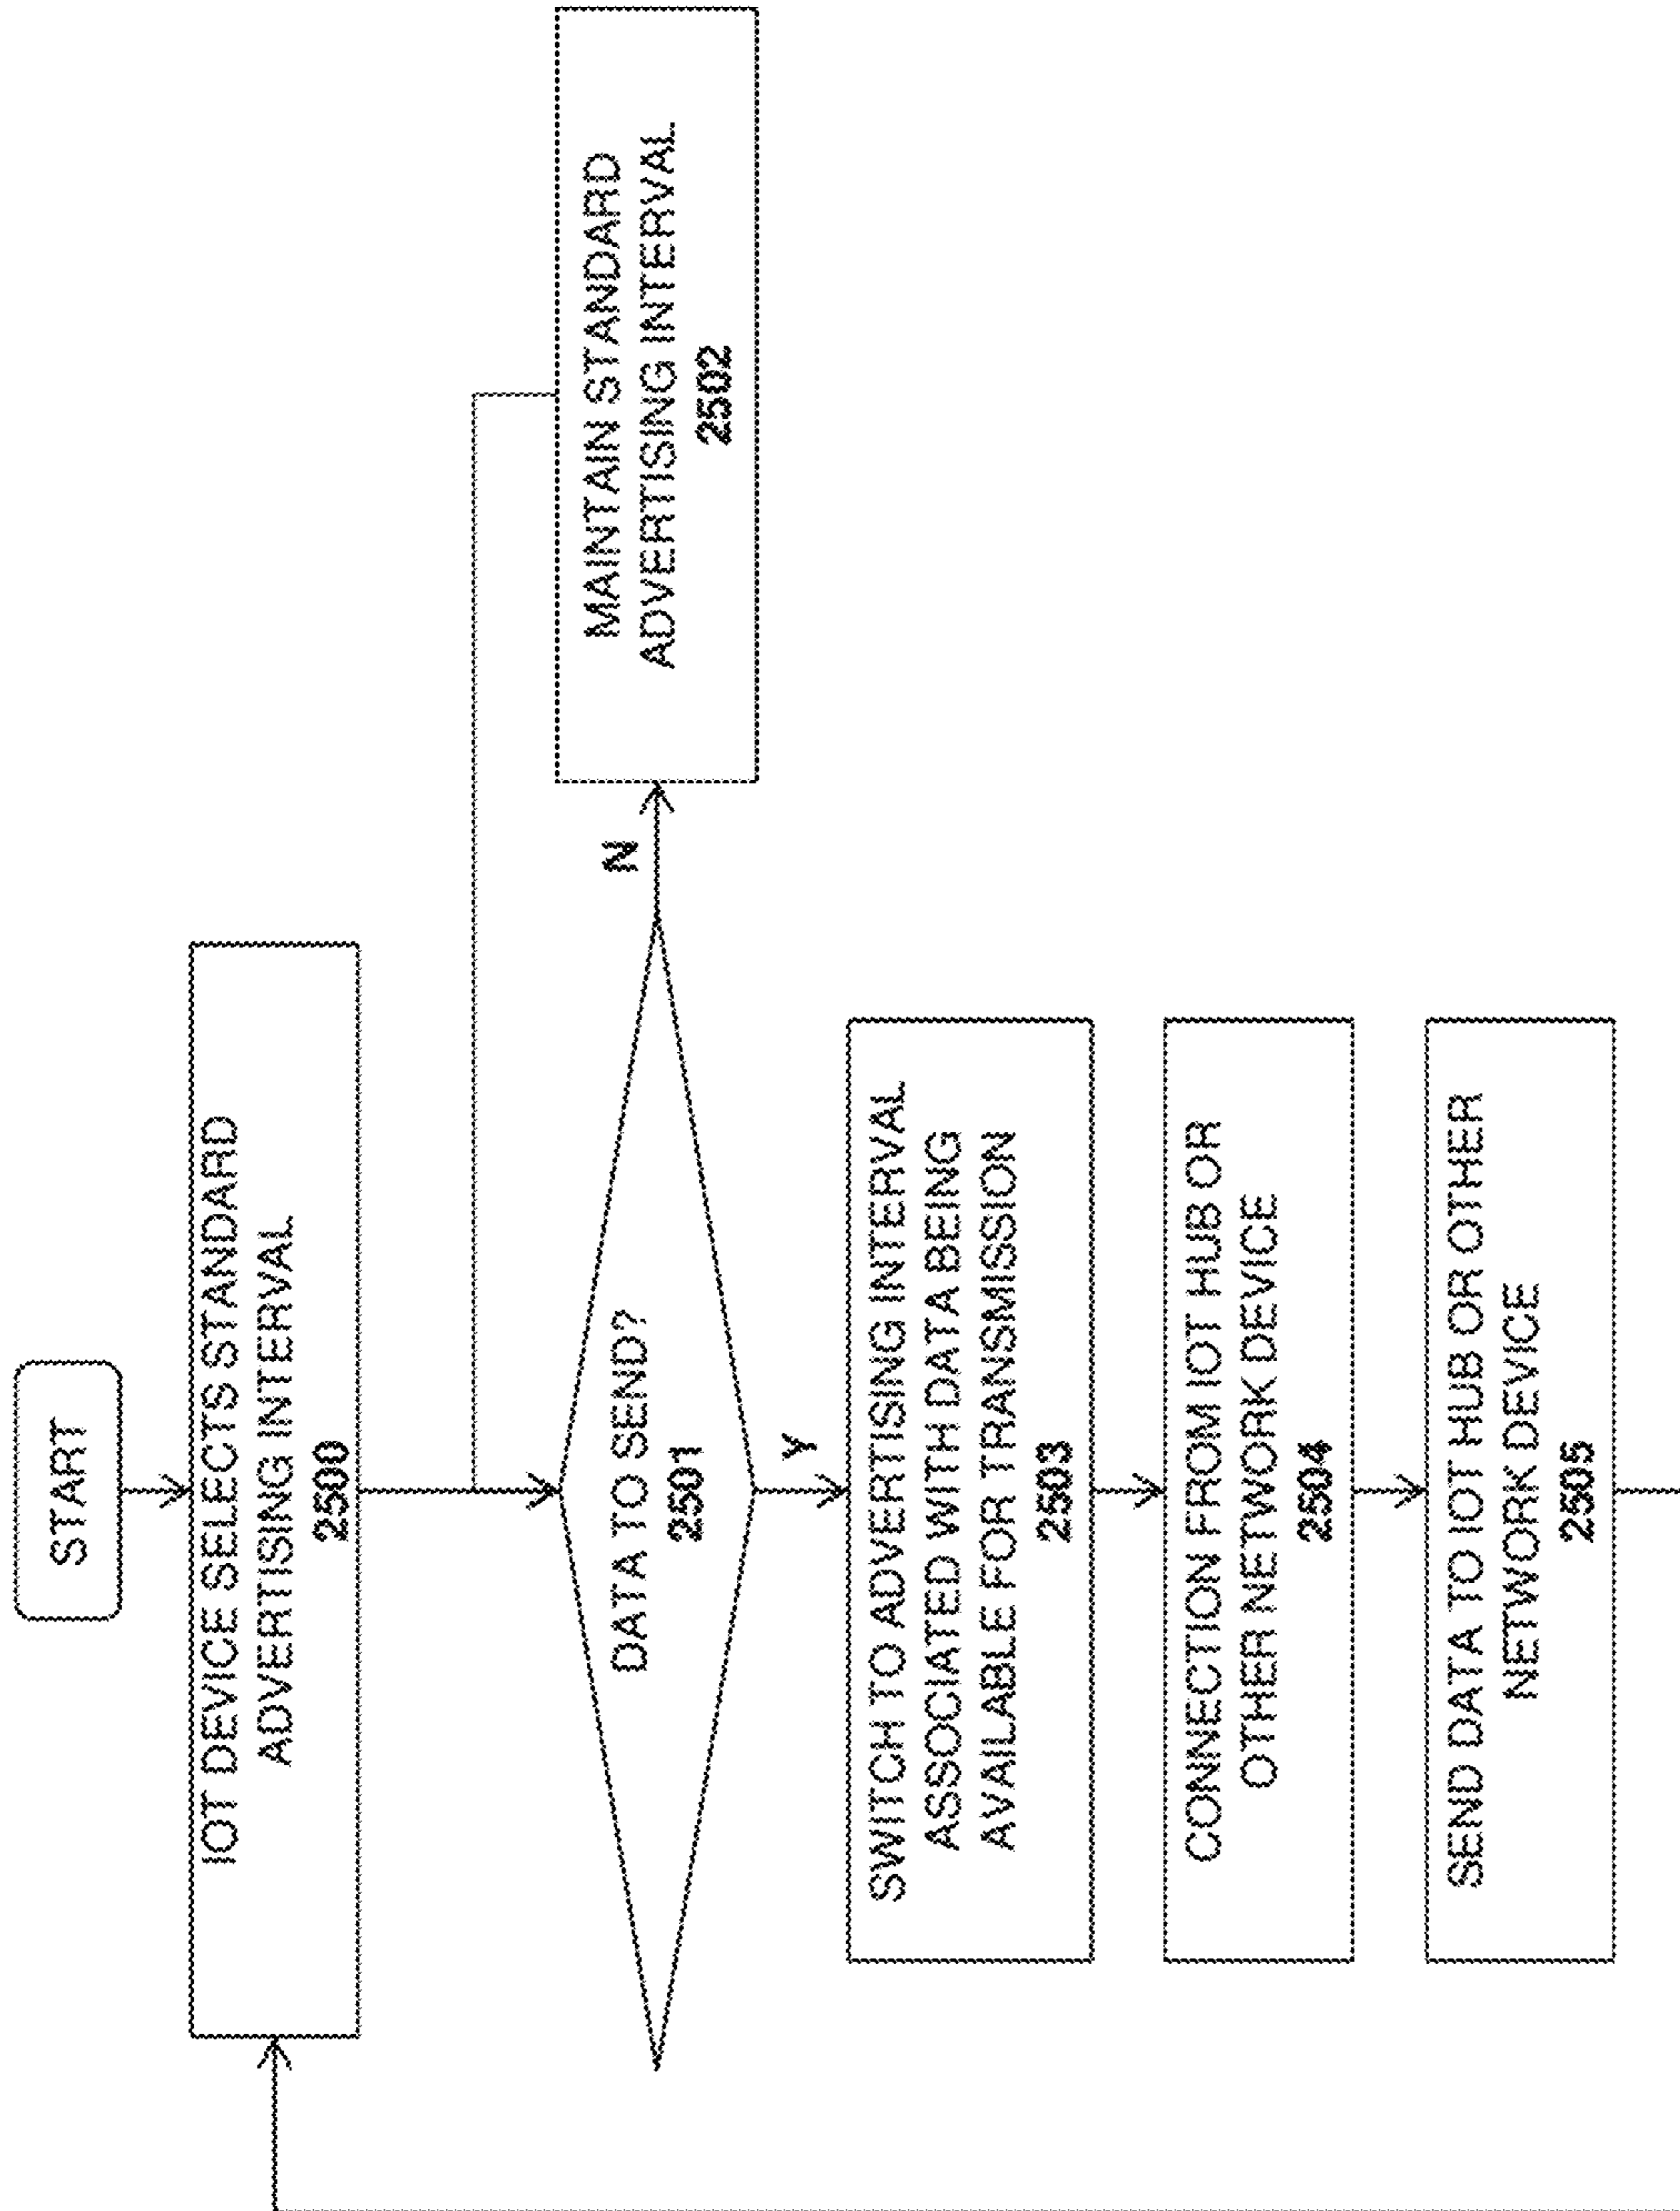 START
IOT DEVICE SELECTS STANDARD
ADVERTISING INTERVAL
2500
DATA TO SEND?
2501
N
MAINTAIN STANDARD
ADVERTISING INTERVAL
2502
Y
SWITCH TO ADVERTISING INTERVAL
ASSOCIATED WITH DATA BEING
AVAILABLE FOR TRANSMISSION
2503
CONNECTION FROM IOT HUB OR
OTHER NETWORK DEVICE
2504
SEND DATA TO IOT HUB OR OTHER
NETWORK DEVICE
2505